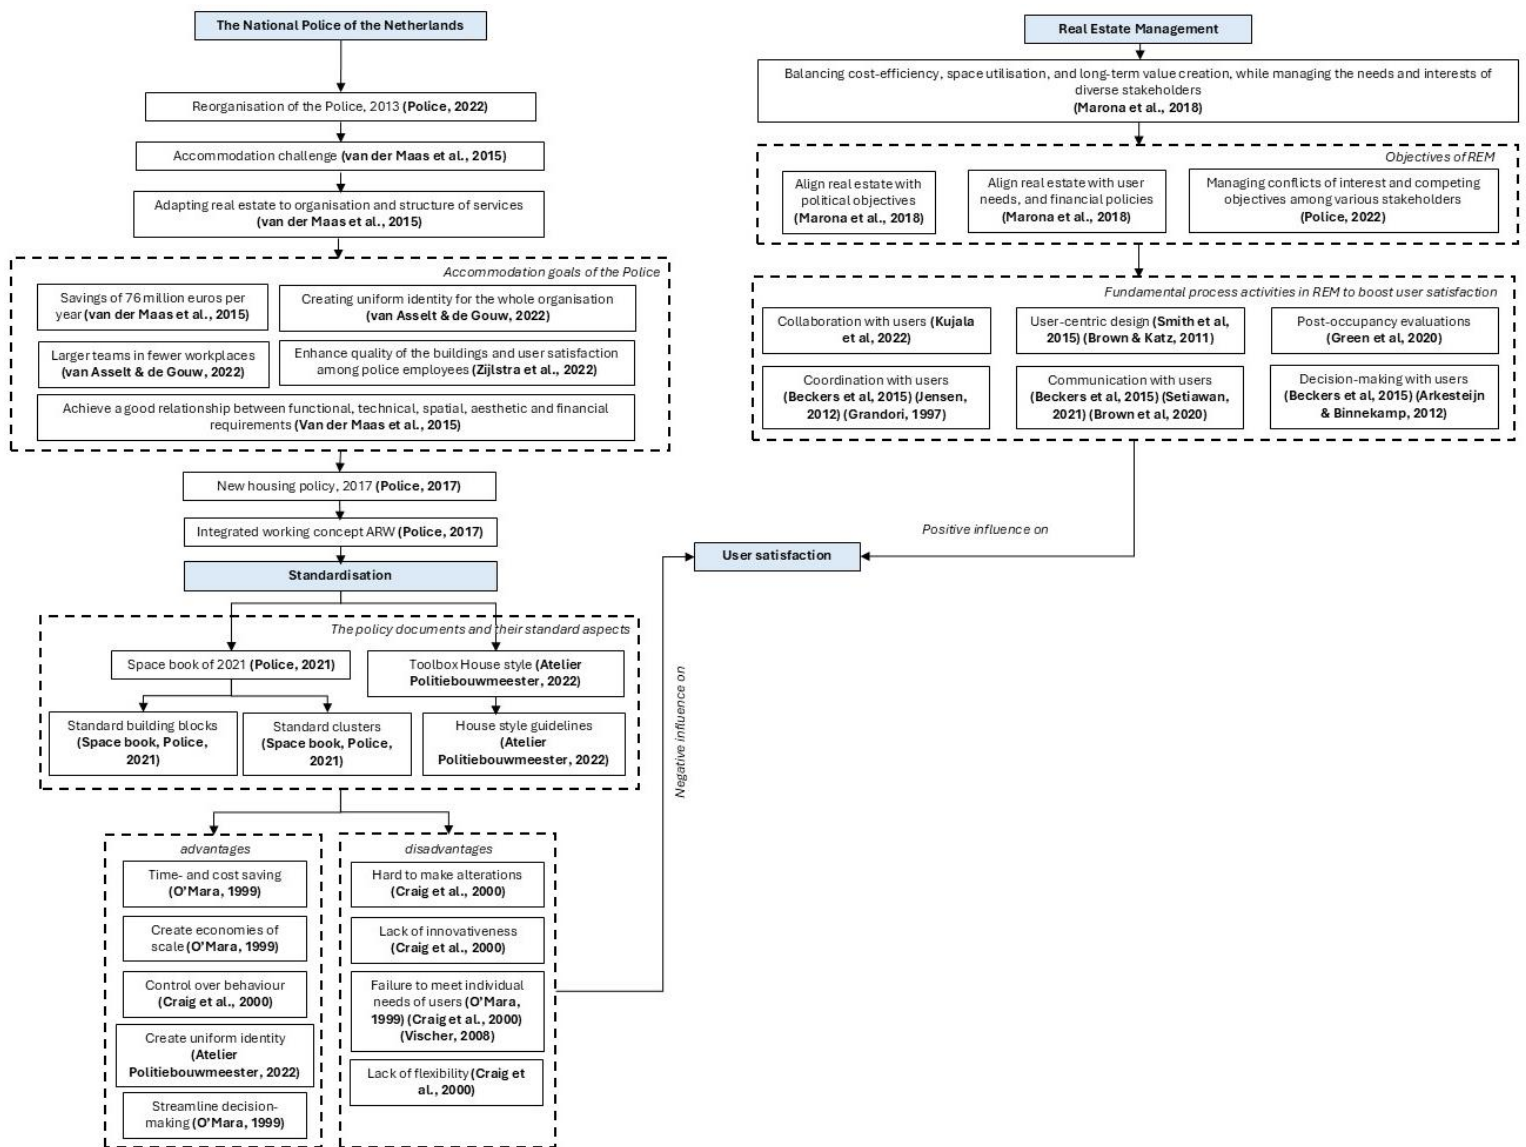 The National Police of the Netherlands
Reorganisation of the Police, 2013 (Police, 2022)
Accommodation challenge (van der Maas et al., 2015)
Adapting real estate to organisation and structure of services
(van der Maas et al., 2015)
Accommodation goals of the Police
Savings of 76 million euros per
year (van der Maas et al., 2015)
Creating uniform identity for the whole organisation
(van Asselt & de Gouw, 2022)
Larger teams in fewer workplaces
(van Asselt & de Gouw, 2022)
Enhance quality of the buildings and user satisfaction
among police employees (Zijlstra et al., 2022)
Achieve a good relationship between functional, technical, spatial, aesthetic and financial
requirements (Van der Maas et al., 2015)
New housing policy, 2017 (Police, 2017)
Integrated working concept ARW (Police, 2017)
Standardisation
The policy documents and their standard aspects
Space book of 2021 (Police, 2021)
Toolbox House style (Atelier
Politiebouwmeester, 2022)
Standard building blocks
(Space book, Police,
2021)
Standard clusters
(Space book, Police,
2021)
House style guidelines
(Atelier
Politiebouwmeester, 2022)
advantages
Time- and cost saving
(O'Mara, 1999)
Create economies of
scale (O'Mara, 1999)
Control over behaviour
(Craig et al., 2000)
Create uniform identity
(Atelier
Politiebouwmeester, 2022)
Streamline decision-
making (O'Mara, 1999)
disadvantages
Hard to make alterations
(Craig et al., 2000)
Lack of innovativeness
(Craig et al., 2000)
Failure to meet individual
needs of users (O'Mara,
1999) (Craig et al., 2000)
(Vischer, 2008)
Lack of flexibility (Craig et
al., 2000)
Negative influence on
User satisfaction
Real Estate Management
Balancing cost-efficiency, space utilisation, and long-term value creation, while managing the needs and interests of
diverse stakeholders
(Marona et al., 2018)
Objectives of REM
Align real estate with
political objectives
(Marona et al., 2018)
Align real estate with user
needs, and financial policies
(Marona et al., 2018)
Managing conflicts of interest and competing
objectives among various stakeholders
(Police, 2022)
Fundamental process activities in REM to boost user satisfaction
Collaboration with users (Kujala
et al, 2022)
User-centric design (Smith et al,
2015) (Brown & Katz, 2011)
Post-occupancy evaluations
(Green et al, 2020)
Coordination with users
(Beckers et al, 2015) (Jensen,
2012) (Grandori, 1997)
Communication with users
(Beckers et al, 2015) (Setiawan,
2021) (Brown et al, 2020)
Decision-making with users
(Beckers et al, 2015) (Arkesteijn
& Binnekamp, 2012)
Positive influence on